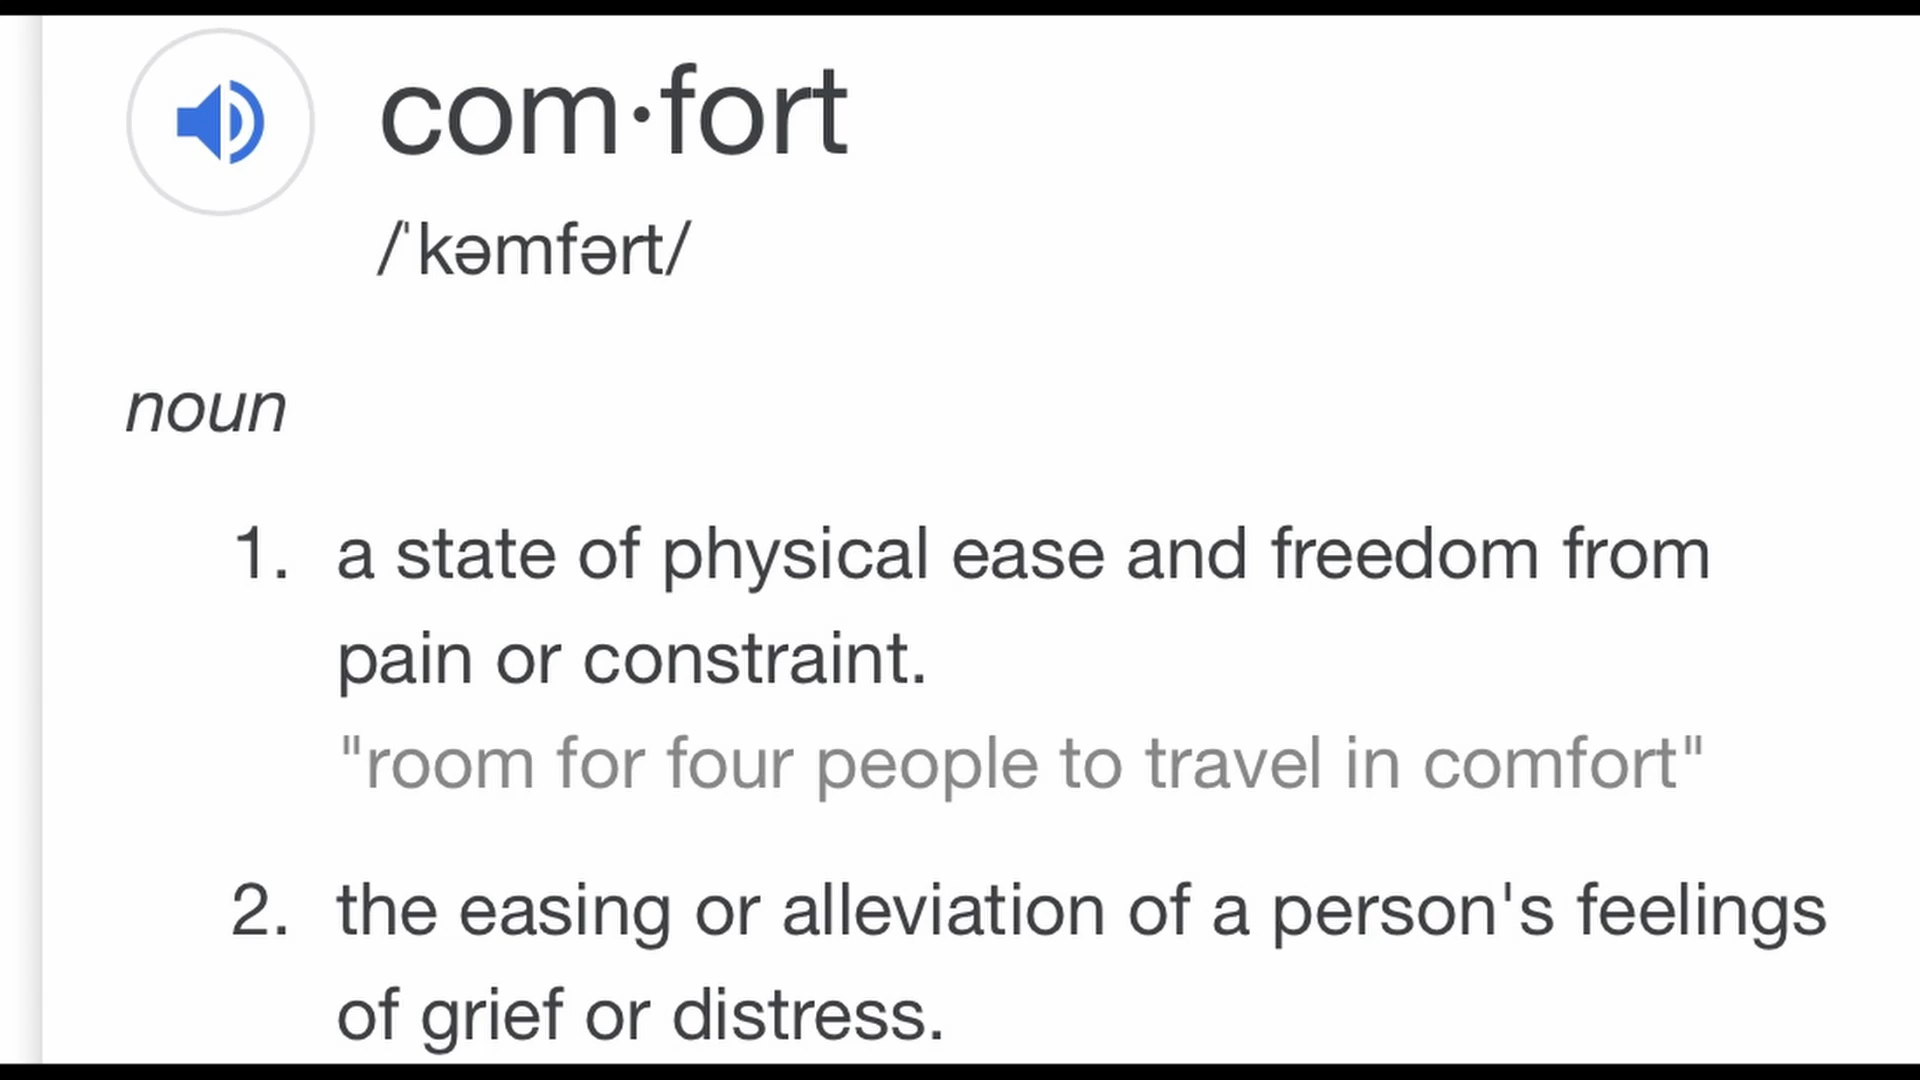 com·fort
/ˈkəmfərt/
noun
1. a state of physical ease and freedom from
pain or constraint.
"room for four people to travel in comfort"
2. the easing or alleviation of a person's feelings
of grief or distress.